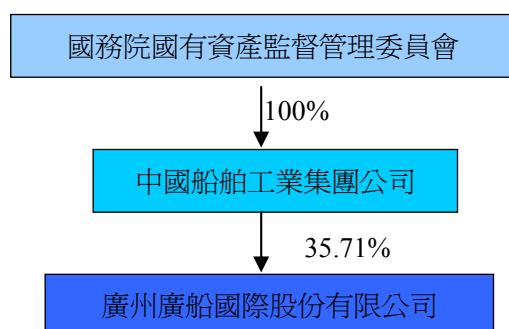 國務院國有資產監督管理委員會
100%
中國船舶工業集團公司
35.71%
廣州廣船國際股份有限公司